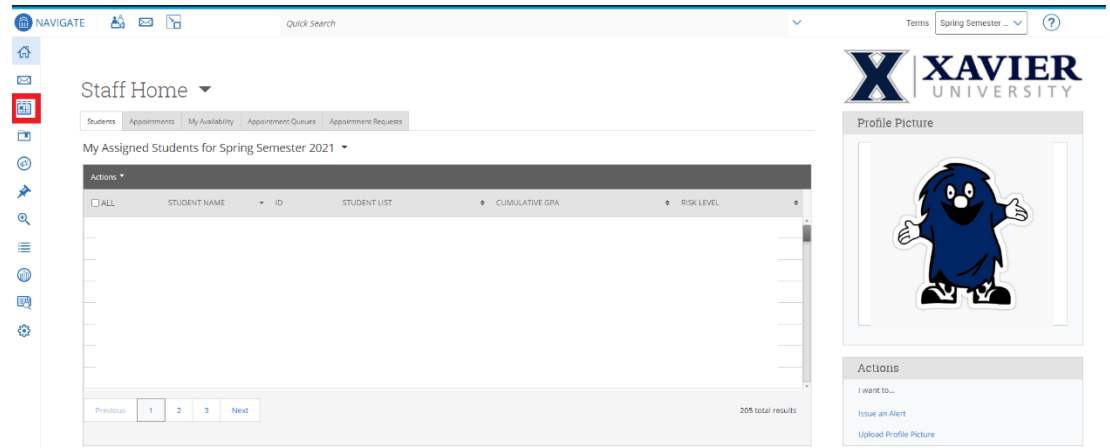 NAVIGATE
Quick Search
Terms Spring Semester ... ?
Staff Home
XAVIER
UNIVERSITY
Students Appointments My Availability Appointment Queues Appointment Requests
My Assigned Students for Spring Semester 2021
Actions
ALL STUDENT NAME ID STUDENT LIST CUMULATIVE GPA RISK LEVEL
Previous 1 2 3 Next
205 total results
Profile Picture
Actions
I want to...
Issue an Alert
Upload Profile Picture